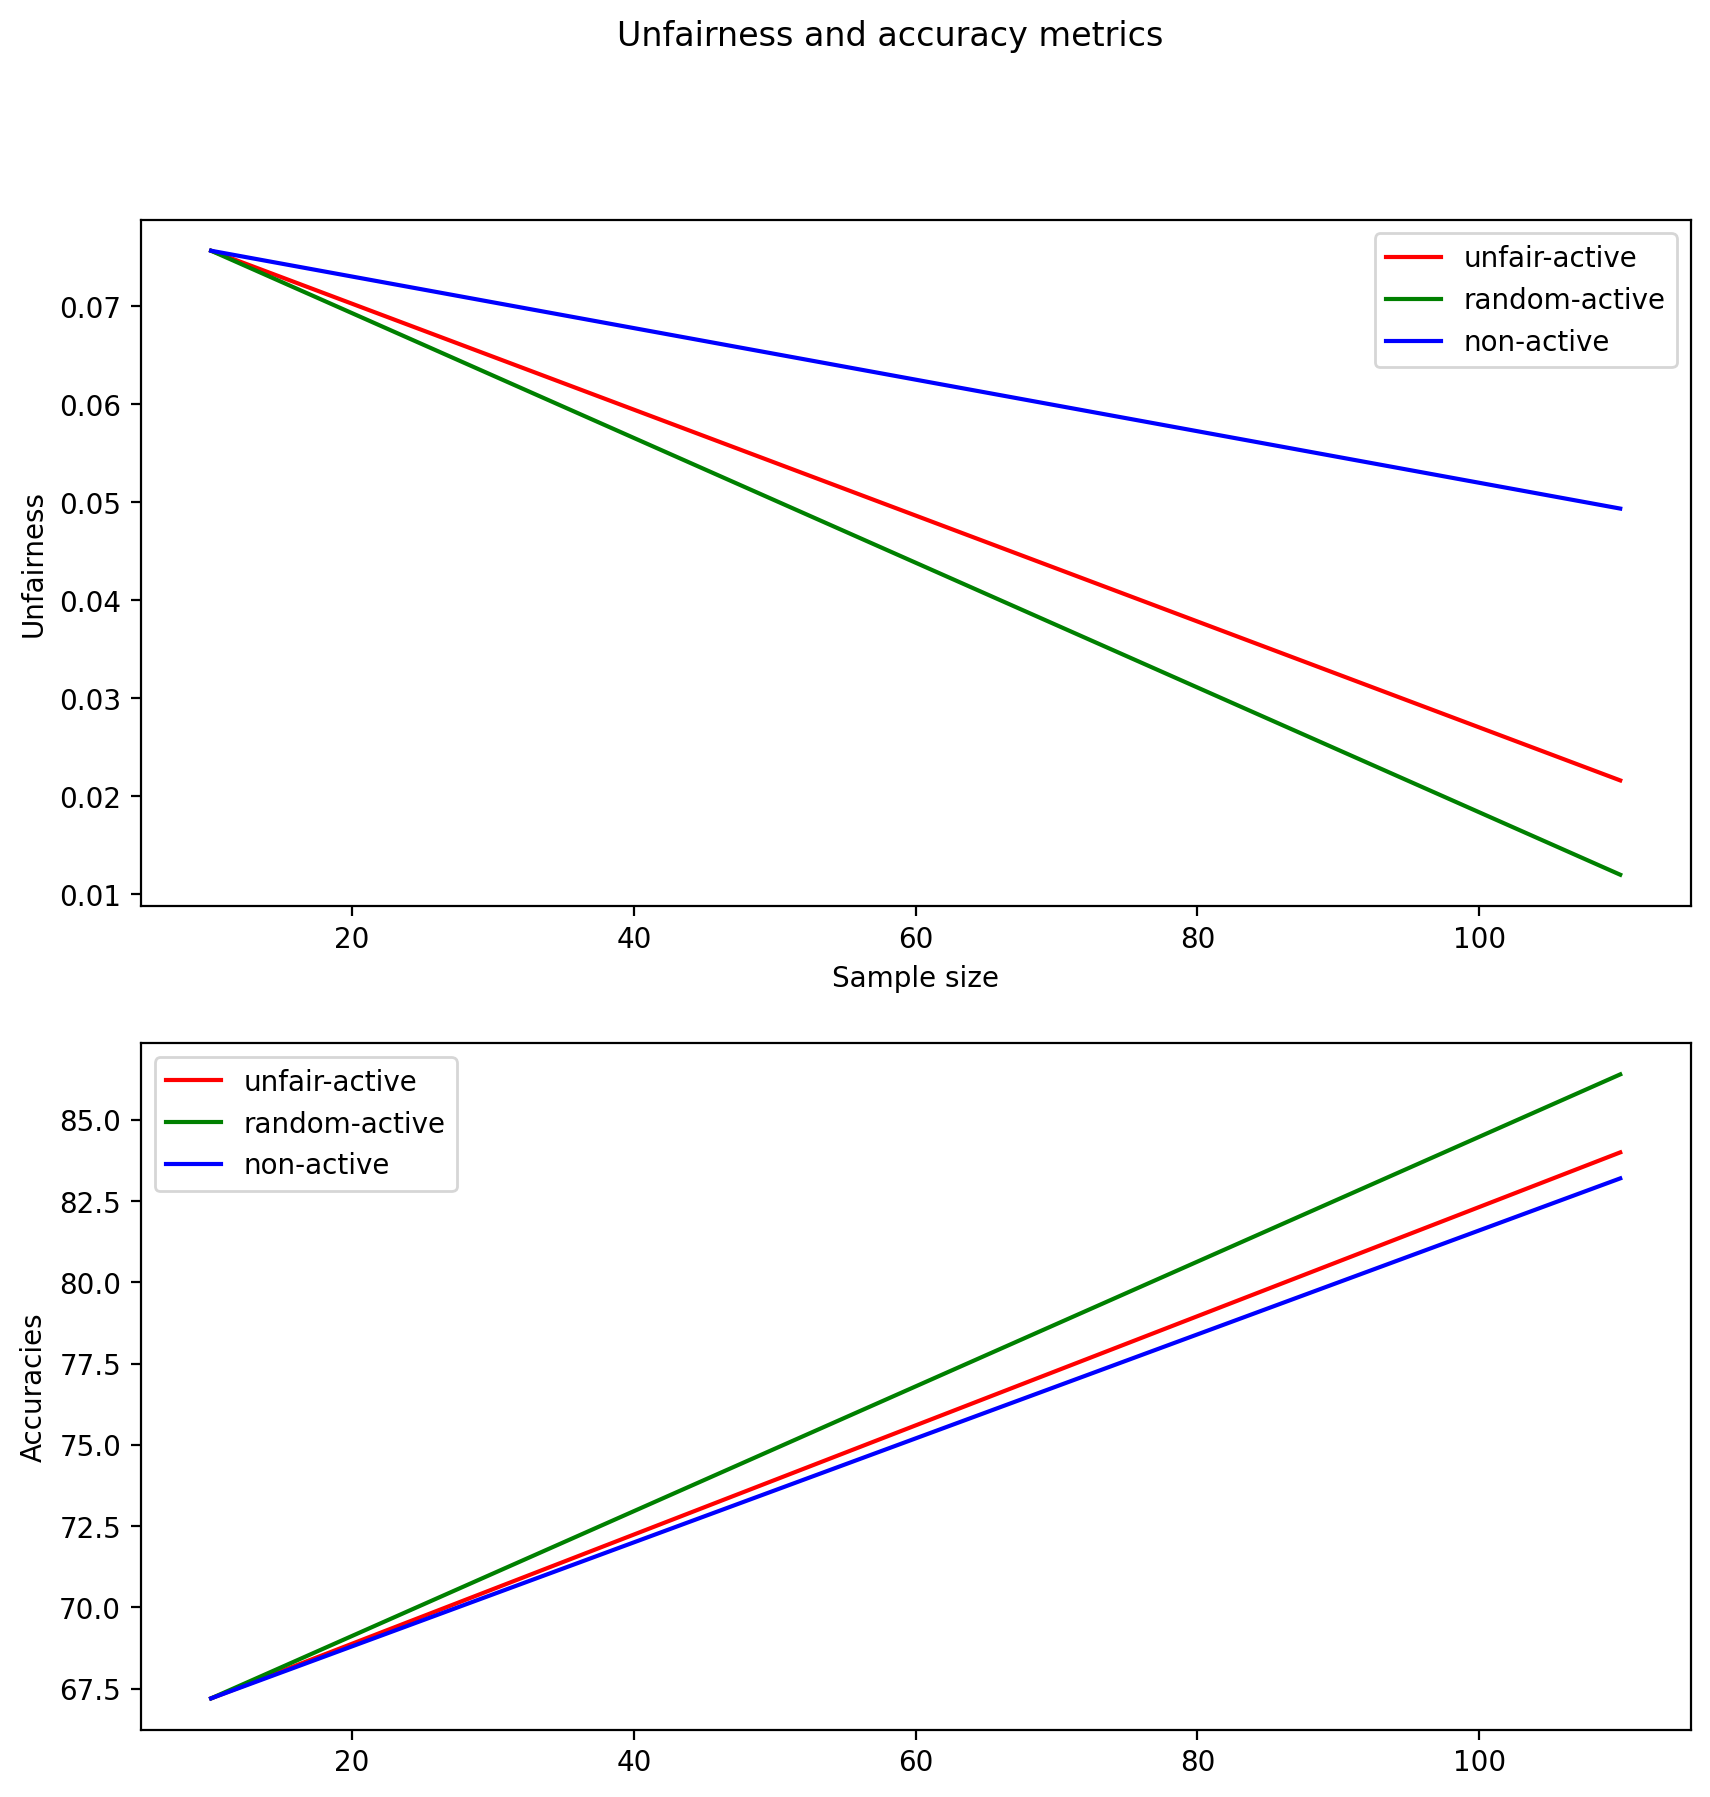 Unfairness and accuracy metrics
unfair-active
random-active
non-active
0.07
0.06
0.05
0.04
0.03
0.02
0.01
Unfairness
20 40 60 80 100
Sample size
unfair-active
random-active
non-active
85.0
82.5
80.0
77.5
75.0
72.5
70.0
67.5
Accuracies
20 40 60 80 100